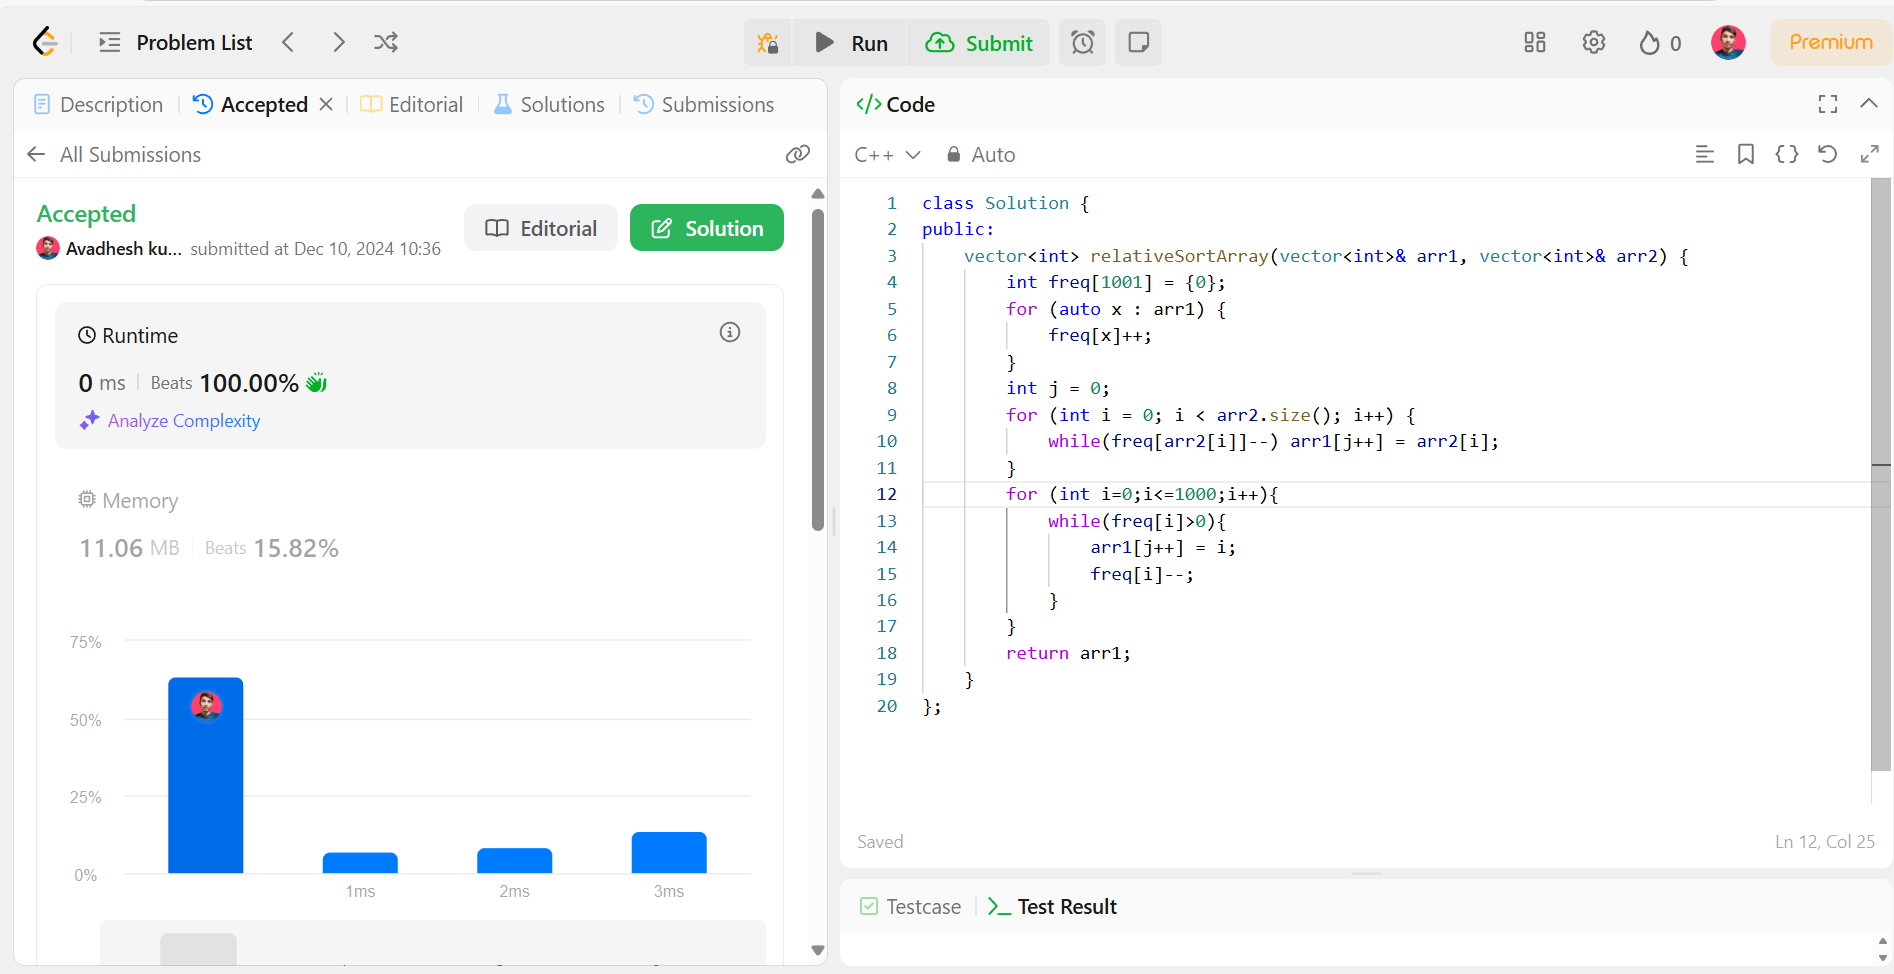 Problem List
Run
Submit
0
Premium
Description
Accepted
Editorial
Solutions
Submissions
All Submissions
Accepted
Avadhesh ku... submitted at Dec 10, 2024 10:36
Editorial
Solution
Runtime
0 ms
Beats 100.00%
Analyze Complexity
Memory
11.06 MB
Beats 15.82%
75%
50%
25%
0%
1ms
2ms
3ms
</> Code
C++
Auto
1 class Solution {
2 public:
3     vector<int> relativeSortArray(vector<int>& arr1, vector<int>& arr2) {
4         int freq[1001] = {0};
5         for (auto x : arr1) {
6             freq[x]++;
7         }
8         int j = 0;
9         for (int i = 0; i < arr2.size(); i++) {
10             while(freq[arr2[i]]--) arr1[j++] = arr2[i];
11         }
12         for (int i=0;i<=1000;i++){
13             while(freq[i]>0){
14                 arr1[j++] = i;
15                 freq[i]--;
16             }
17         }
18         return arr1;
19     }
20 };
Saved
Ln 12, Col 25
Testcase
>_ Test Result